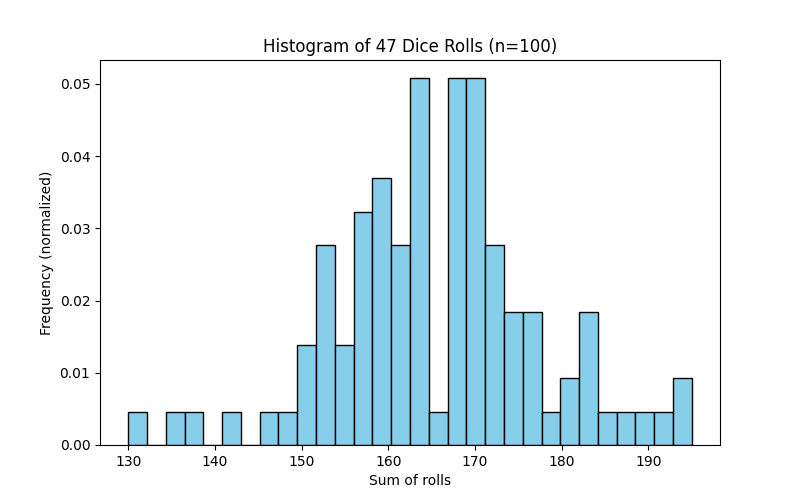 Histogram of 47 Dice Rolls (n=100)
Frequency (normalized)
0.05
0.04
0.03
0.02
0.01
0.00
130 140 150 160 170 180 190
Sum of rolls